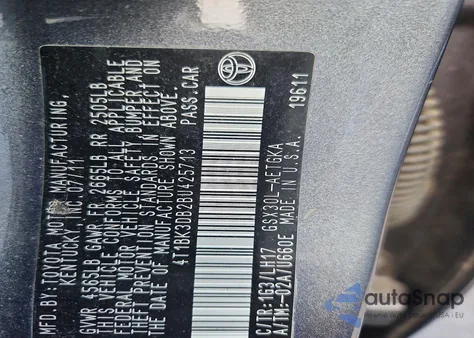 MFD. BY: TOYOTA MOTOR MANUFACTURING,
KENTUCKY, INC. 07/11
GVWR 4565LB GAWR FR 2665LB RR 2505LB
THIS VEHICLE CONFORMS TO ALL APPLICABLE
FEDERAL MOTOR VEHICLE SAFETY, BUMPER AND
THEFT PREVENTION STANDARDS IN EFFECT ON
THE DATE OF MANUFACTURE SHOWN ABOVE.
4T1BK3DB2BU425713 PASS.CAR
C/TR:1G3/LH17 GSX30L-AETGKA
A/TM:-02A/U660E MADE IN U.S.A.
19611
autoSnap